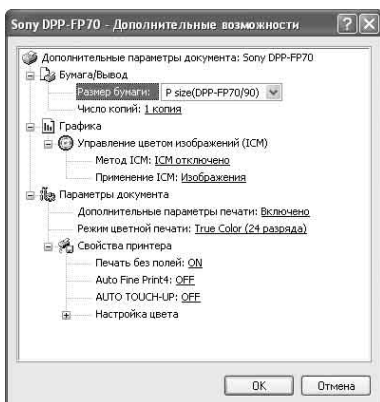 Sony DPP-FP70 - Дополнительные возможности
Дополнительные параметры документа: Sony DPP-FP70
Бумага/Вывод
Размер бумаги: P size(DPP-FP70/90)
Число копий: 1 копия
Графика
Управление цветом изображений (ICM)
Метод ICM: ICM отключено
Применение ICM: Изображения
Параметры документа
Дополнительные параметры печати: Включено
Режим цветной печати: True Color (24 разряда)
Свойства принтера
Печать без полей: ON
Auto Fine Print4: OFF
AUTO TOUCH-UP: OFF
Настройка цвета
OK
Отмена